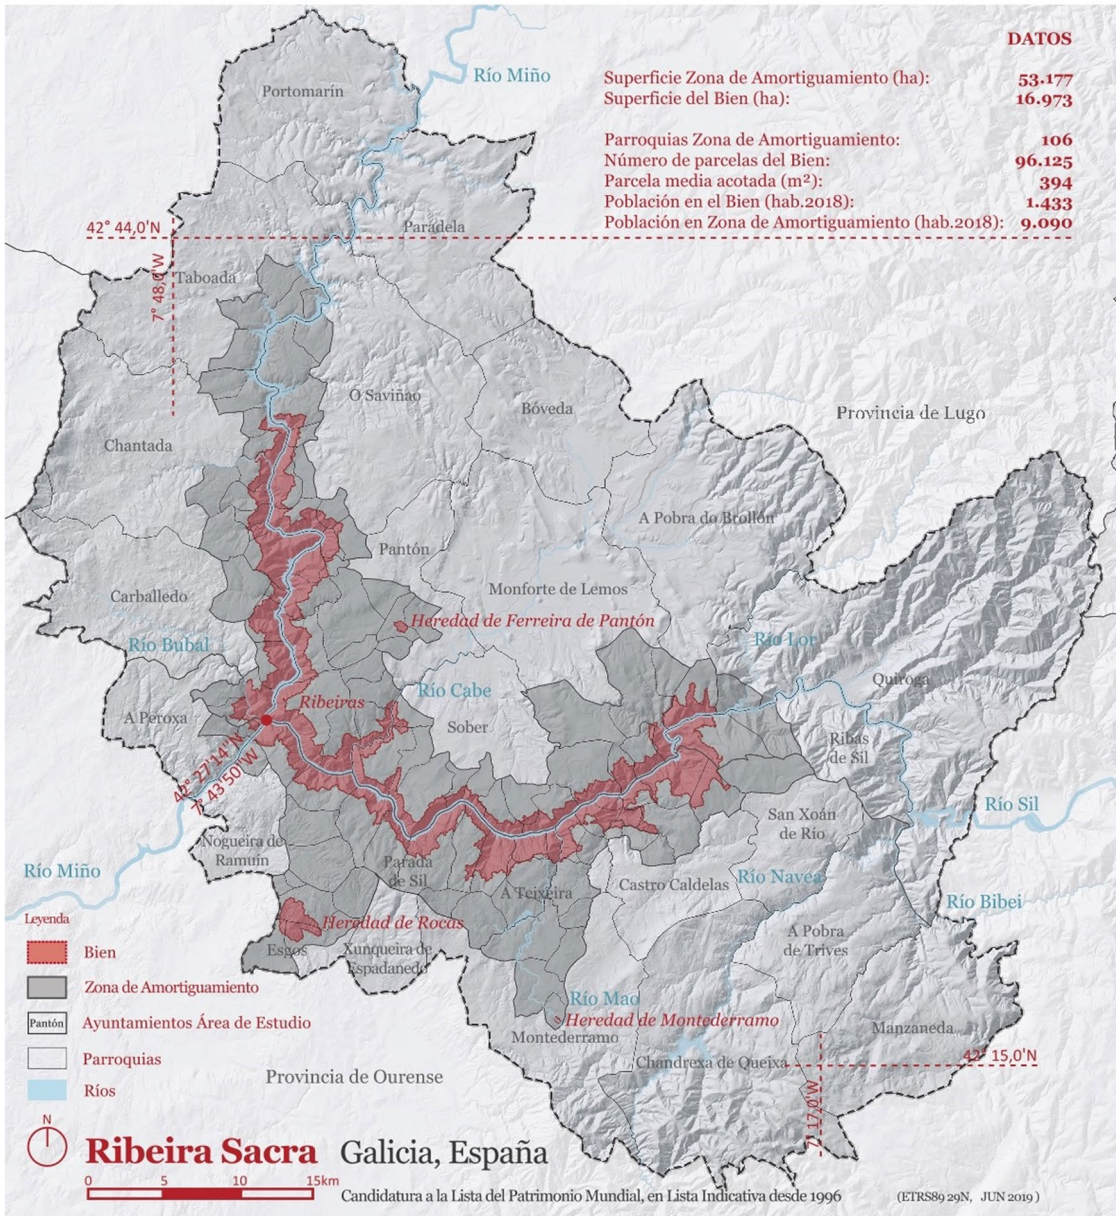 DATOS
Superficie Zona de Amortiguamiento (ha): 53.177
Superficie del Bien (ha): 16.973
Parroquias Zona de Amortiguamiento: 106
Número de parcelas del Bien: 96.125
Parcela media acotada (m²): 394
Población en el Bien (hab.2018): 1.433
Población en Zona de Amortiguamiento (hab.2018): 9.090
Río Miño
Portomarín
42° 44,0'N
Paradela
7° 48,0'W
Taboada
O Saviñao
Bóveda
Provincia de Lugo
Chantada
A Pobra do Brollón
Pantón
Monforte de Lemos
Carballedo
Heredad de Ferreira de Pantón
Río Bubal
Río Lor
Quiroga
Río Cabe
Ribeiras
A Peroxa
Sober
Ribas
de Sil
42° 27'14"N
7° 43'50"W
Río Sil
San Xoán
de Río
Nogueira de
Ramuín
Parada
de Sil
Río Miño
A Teixeira
Castro Caldelas
Río Navea
Río Bibei
Heredad de Rocas
A Pobra
de Trives
Esgos
Xunqueira de
Espadanedo
Río Mao
Heredad de Montederramo
Montederramo
Manzaneda
Chandrexa de Queixa
42° 15,0'N
7° 17,0'W
Provincia de Ourense
Leyenda
Bien
Zona de Amortiguamiento
Pantón Ayuntamientos Área de Estudio
Parroquias
Ríos
N
Ribeira Sacra Galicia, España
0 5 10 15km
Candidatura a la Lista del Patrimonio Mundial, en Lista Indicativa desde 1996
(ETRS89 29N, JUN 2019 )